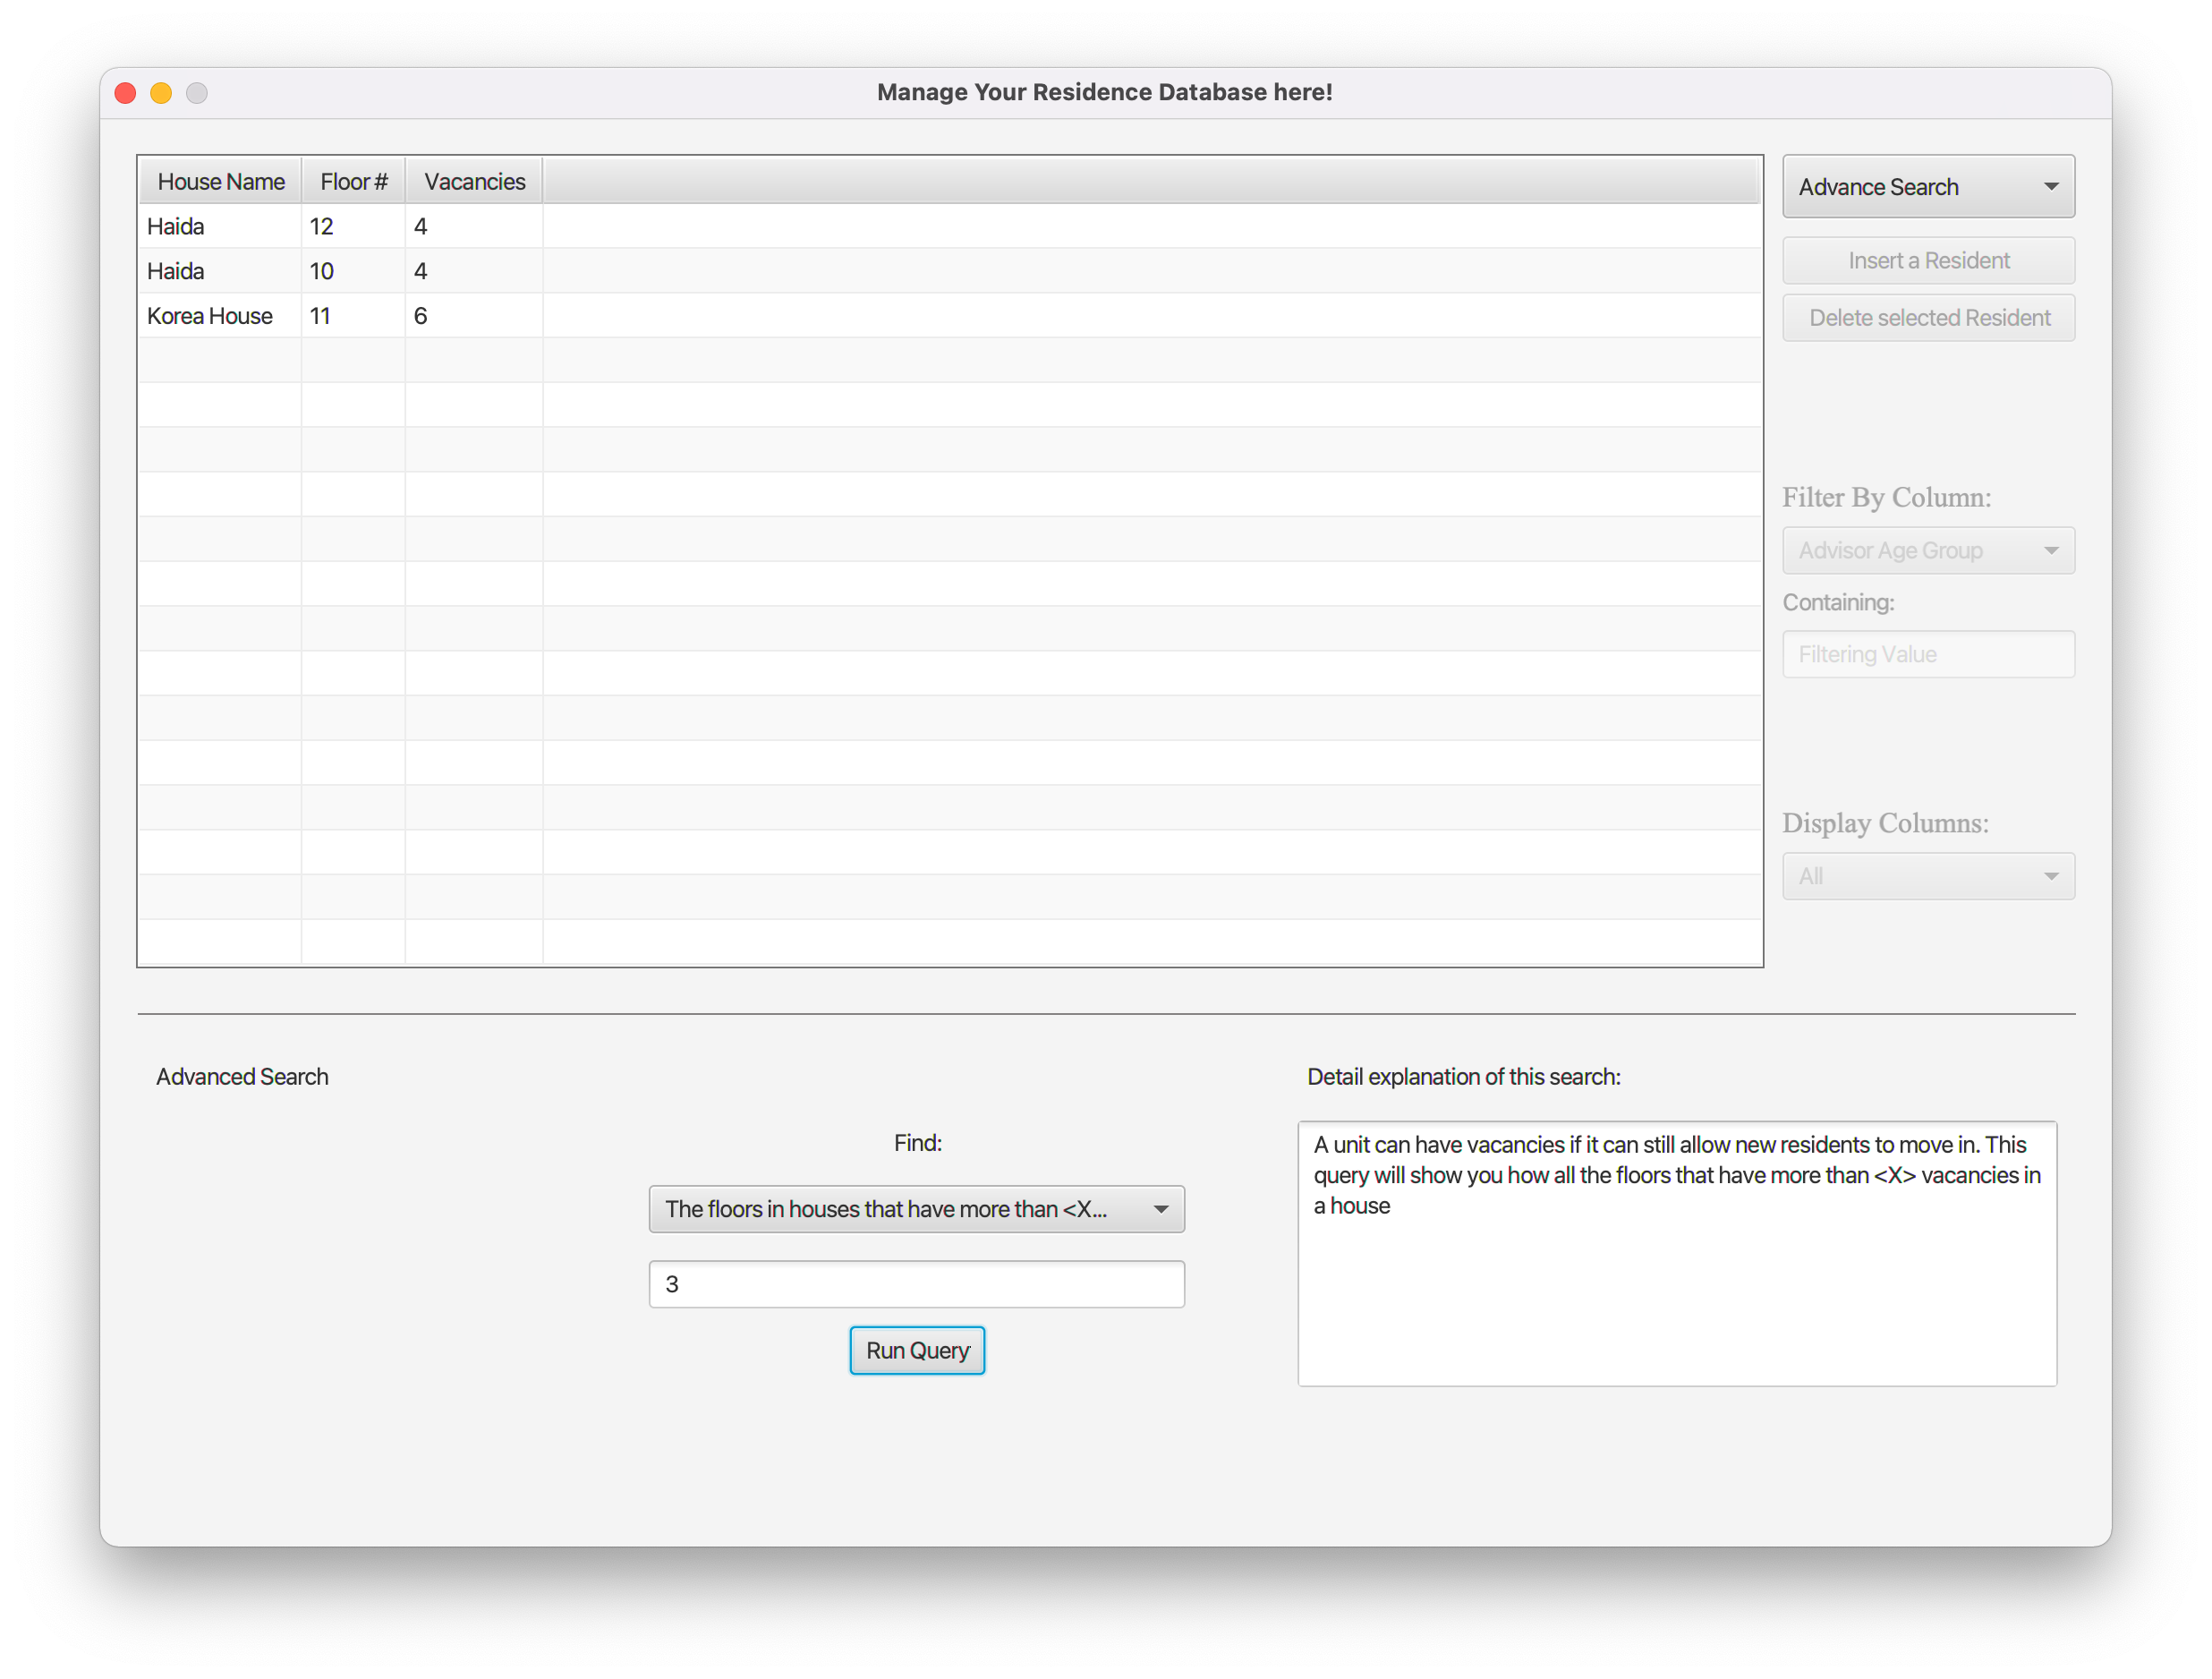 Manage Your Residence Database here!
House Name Floor # Vacancies
Haida 12 4
Haida 10 4
Korea House 11 6
Advance Search
Insert a Resident
Delete selected Resident
Filter By Column:
Advisor Age Group
Containing:
Filtering Value
Display Columns:
All
Advanced Search
Find:
The floors in houses that have more than <X...
3
Run Query
Detail explanation of this search:
A unit can have vacancies if it can still allow new residents to move in. This
query will show you how all the floors that have more than <X> vacancies in
a house